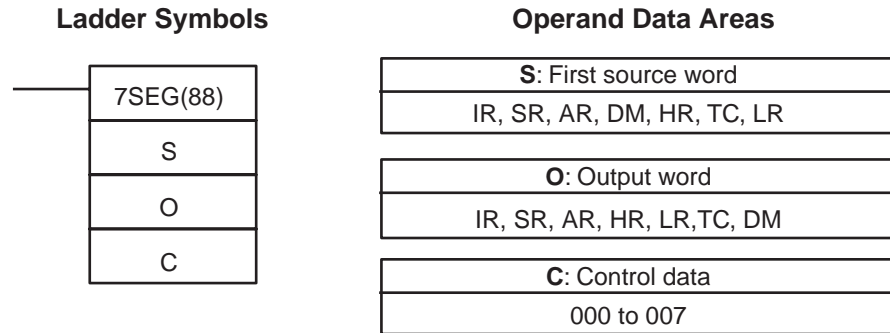 Ladder Symbols
7SEG(88)
S
O
C
Operand Data Areas
S: First source word
IR, SR, AR, DM, HR, TC, LR
O: Output word
IR, SR, AR, HR, LR,TC, DM
C: Control data
000 to 007